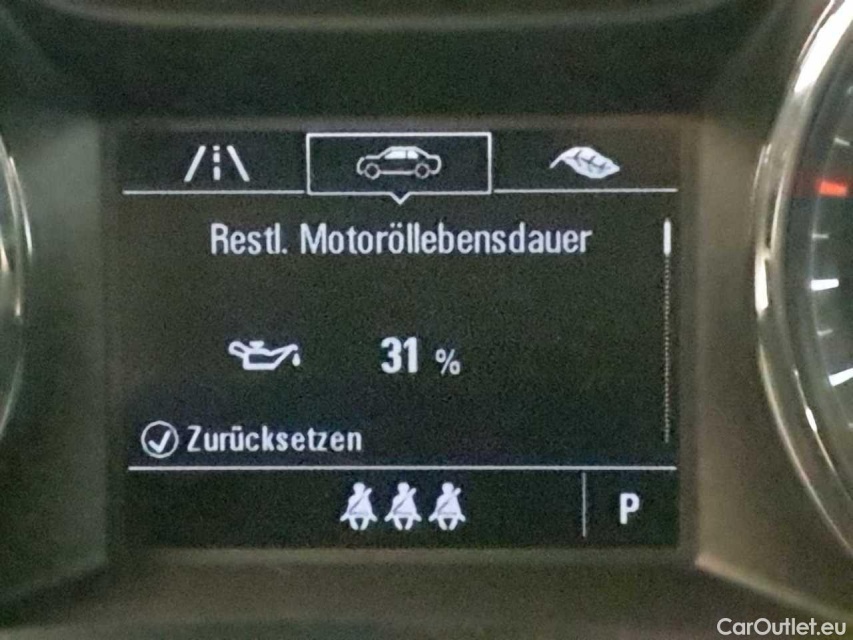 Restl. Motoröllebensdauer
31 %
Zurücksetzen
P
CarOutlet.eu